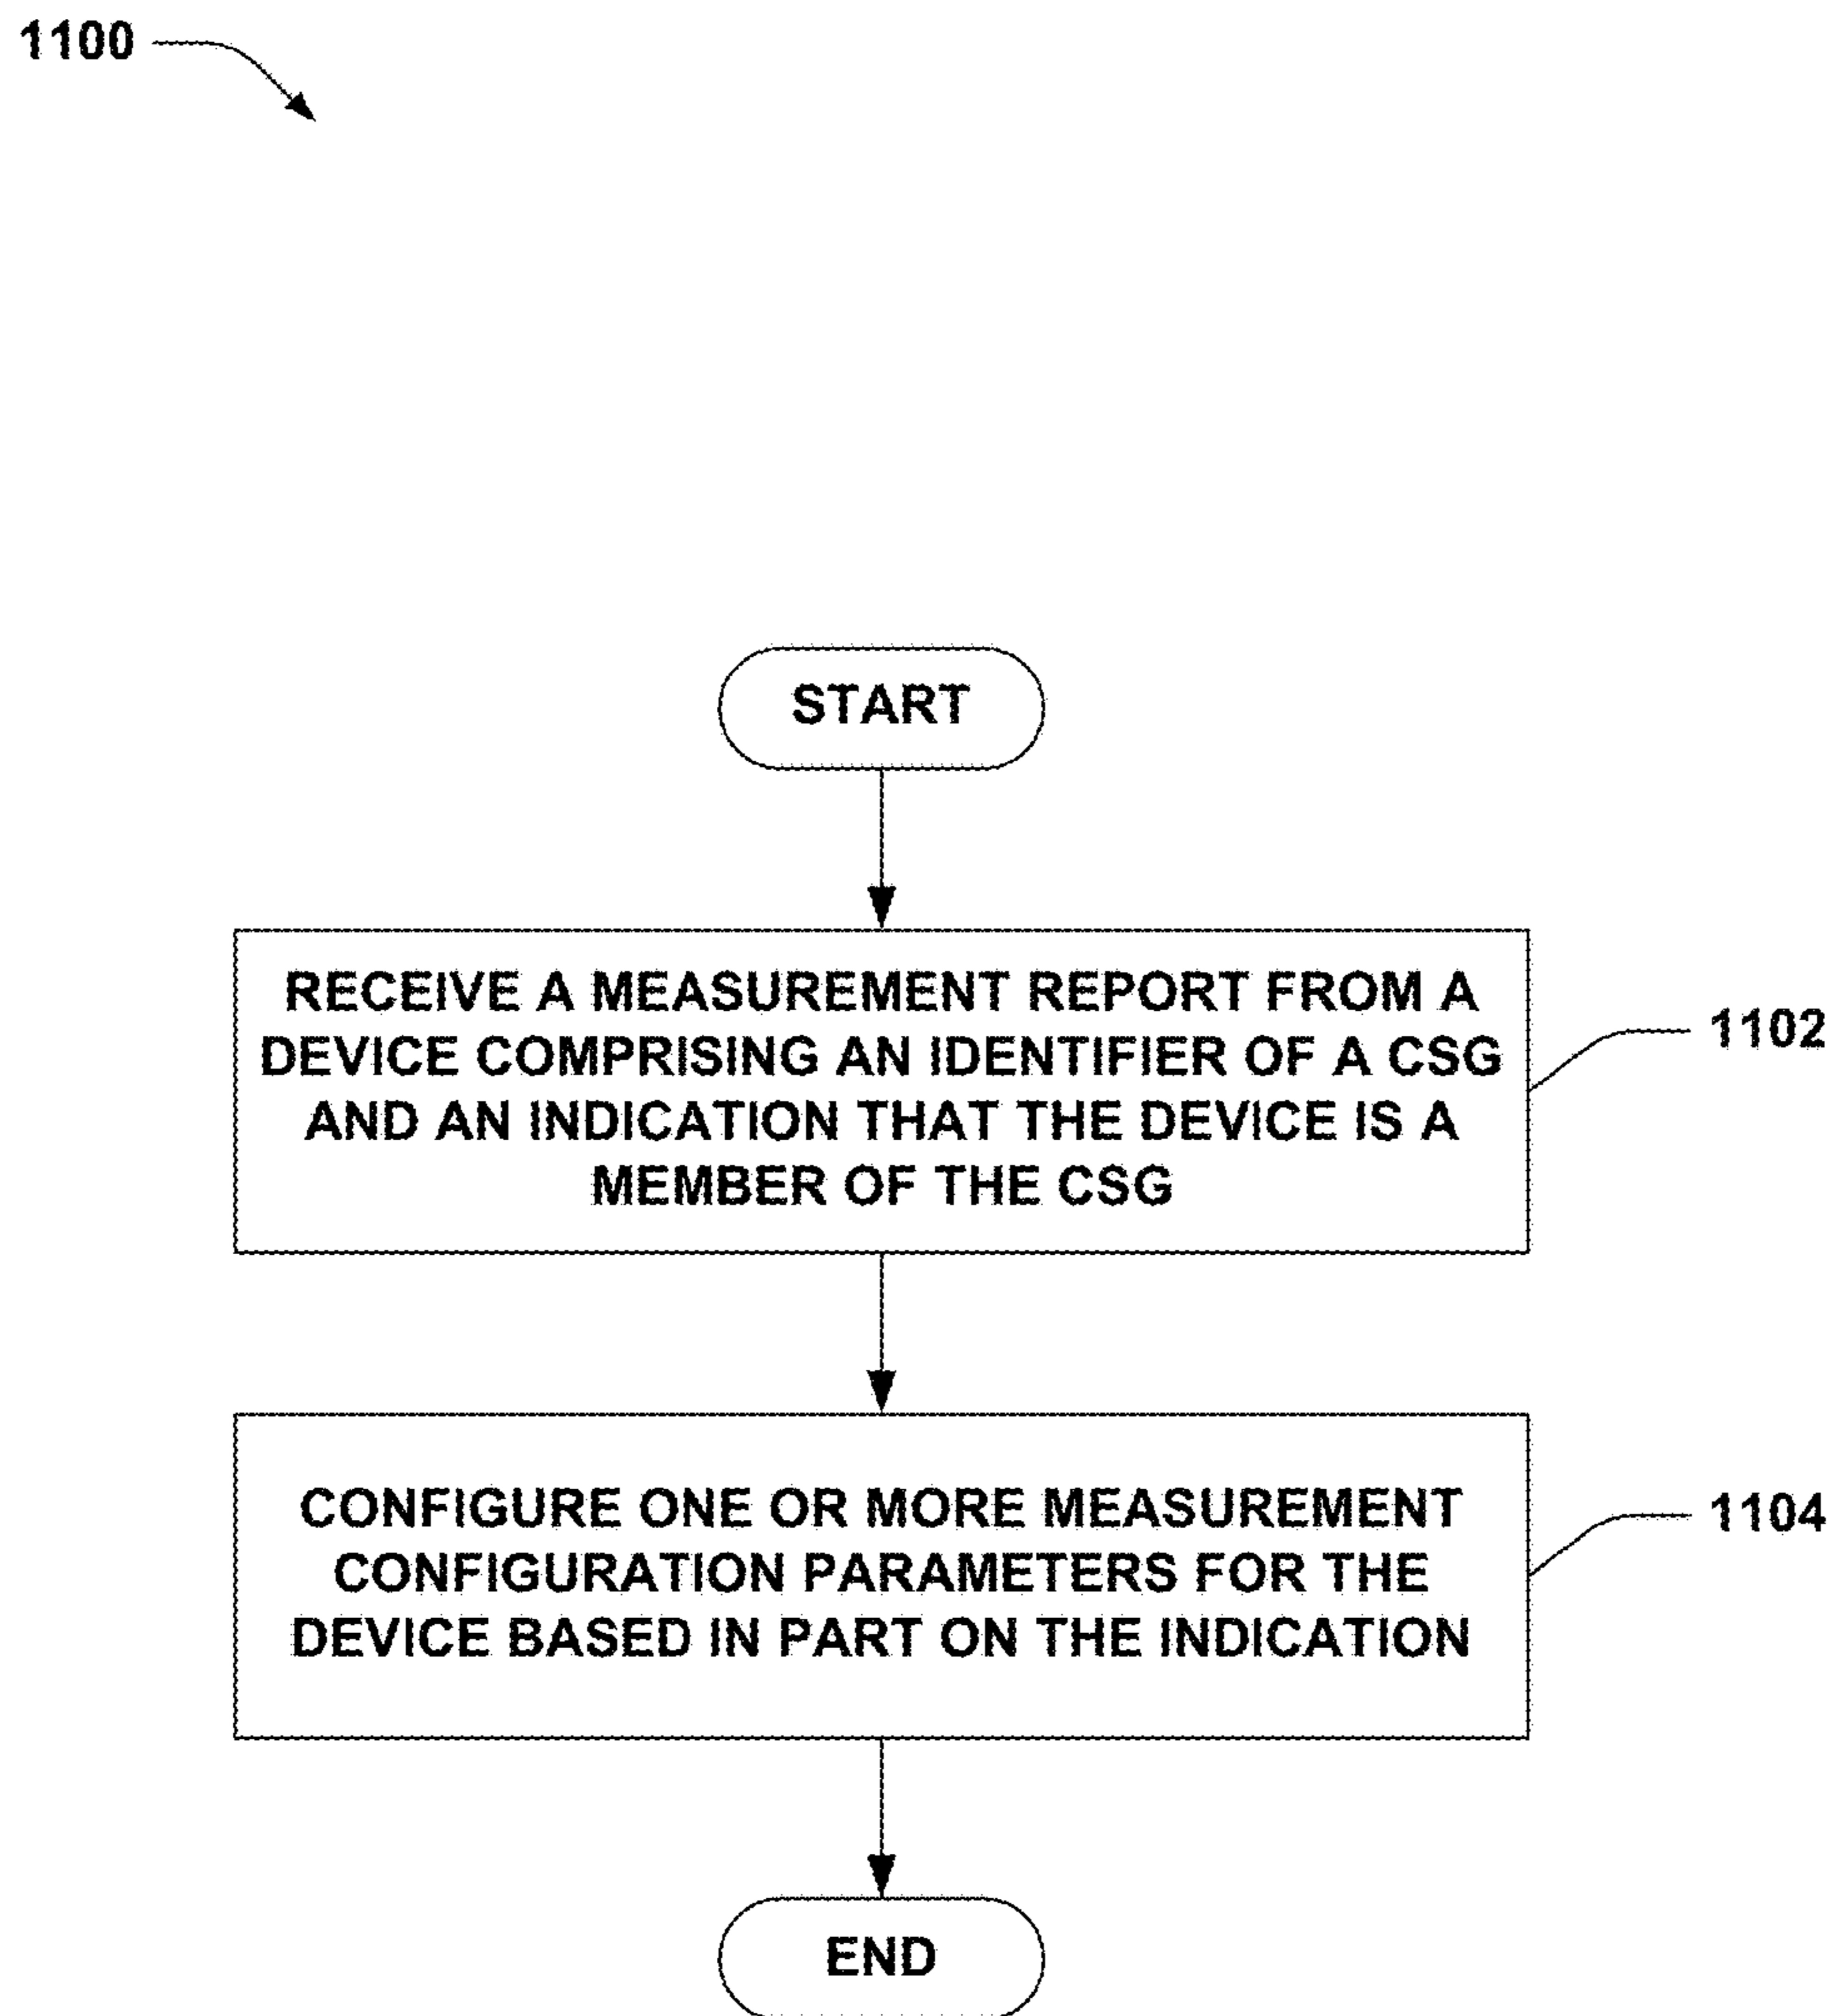 1100
START
RECEIVE A MEASUREMENT REPORT FROM A
DEVICE COMPRISING AN IDENTIFIER OF A CSG
AND AN INDICATION THAT THE DEVICE IS A
MEMBER OF THE CSG
1102
CONFIGURE ONE OR MORE MEASUREMENT
CONFIGURATION PARAMETERS FOR THE
DEVICE BASED IN PART ON THE INDICATION
1104
END